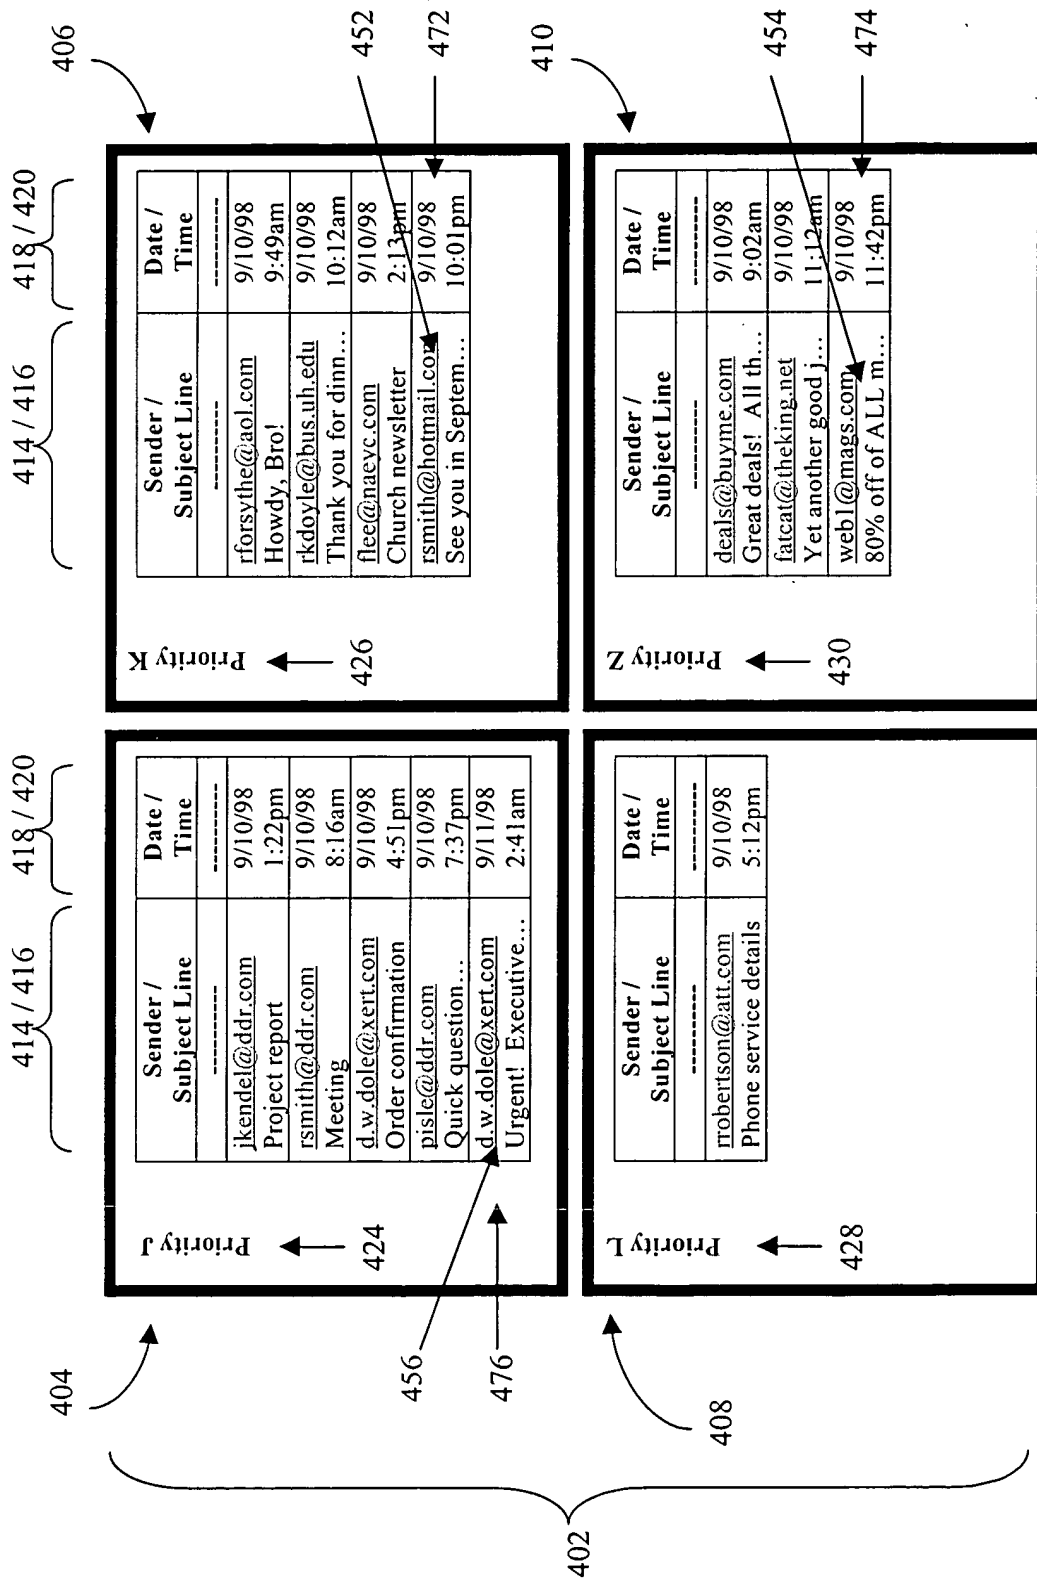 414 / 416
418 / 420
414 / 416
418 / 420
404
406
Priority J
424
Sender /
Subject Line
Date /
Time
----------
----------
jkendel@ddr.com
Project report
9/10/98
1:22pm
rsmith@ddr.com
Meeting
9/10/98
8:16am
d.w.dole@xert.com
Order confirmation
9/10/98
4:51pm
pisle@ddr.com
Quick question…
9/10/98
7:37pm
d.w.dole@xert.com
Urgent!  Executive…
9/11/98
2:41am
456
476
Priority K
426
Sender /
Subject Line
Date /
Time
----------
----------
rforsythe@aol.com
Howdy, Bro!
9/10/98
9:49am
rkdoyle@bus.uh.edu
Thank you for dinn…
9/10/98
10:12am
flee@naeyc.com
Church newsletter
9/10/98
2:13pm
rsmith@hotmail.com
See you in Septem…
9/10/98
10:01pm
452
472
402
408
410
Priority L
428
Sender /
Subject Line
Date /
Time
----------
----------
rrobertson@att.com
Phone service details
9/10/98
5:12pm
Priority Z
430
Sender /
Subject Line
Date /
Time
----------
----------
deals@buyme.com
Great deals!  All th…
9/10/98
9:02am
fatcat@theking.net
Yet another good j…
9/10/98
11:12am
web1@mags.com
80% off of ALL m…
9/10/98
11:42pm
454
474